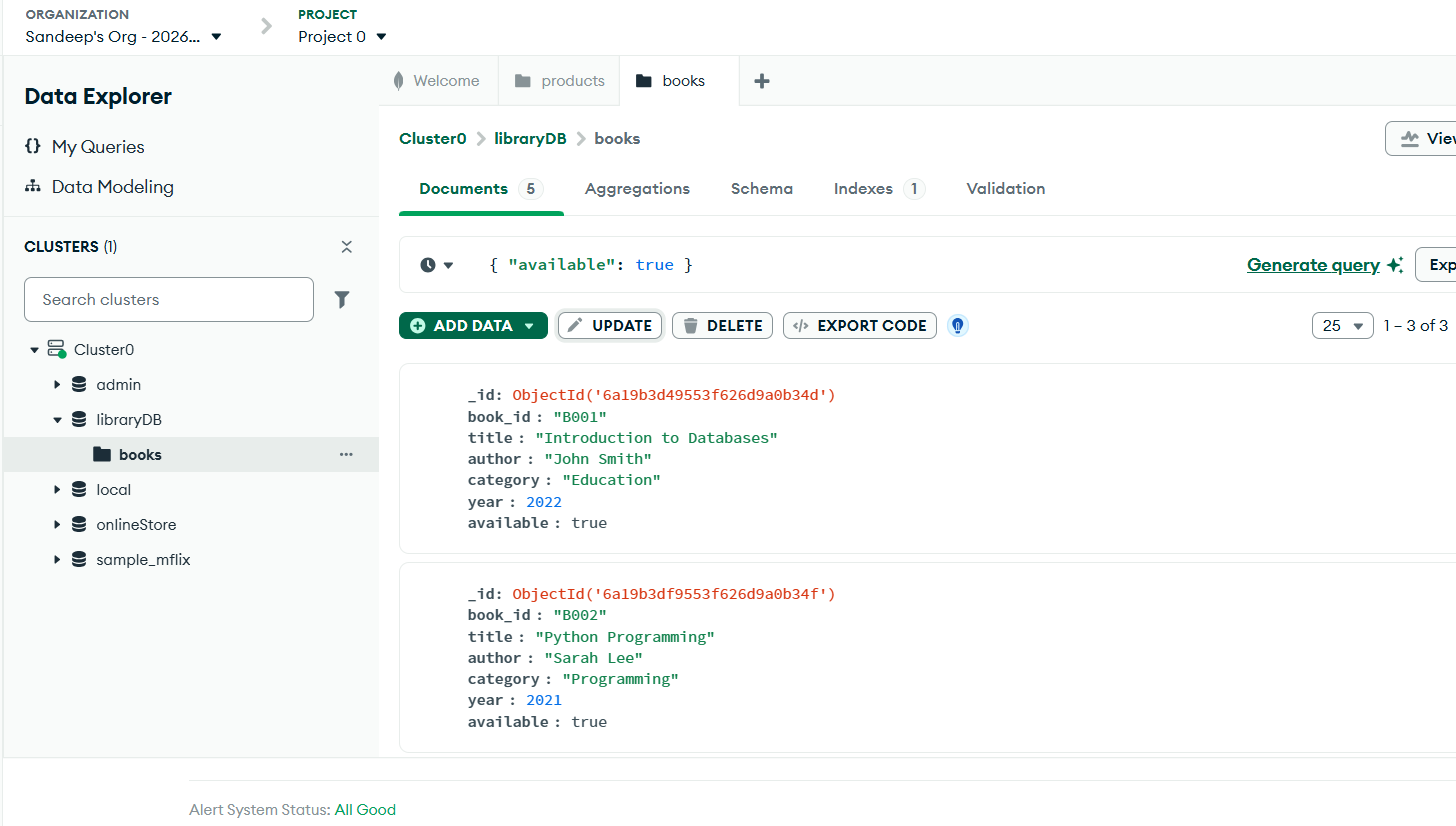 ORGANIZATION
Sandeep's Org - 2026...
PROJECT
Project 0
Data Explorer
My Queries
Data Modeling
CLUSTERS (1)
Search clusters
Cluster0
admin
libraryDB
books
local
onlineStore
sample_mflix
Welcome
products
books
Cluster0 > libraryDB > books
View
Documents 5
Aggregations
Schema
Indexes 1
Validation
{ "available": true }
Generate query
Exp
ADD DATA
UPDATE
DELETE
EXPORT CODE
25
1 – 3 of 3
_id: ObjectId('6a19b3d49553f626d9a0b34d')
book_id : "B001"
title : "Introduction to Databases"
author : "John Smith"
category : "Education"
year : 2022
available : true
_id: ObjectId('6a19b3df9553f626d9a0b34f')
book_id : "B002"
title : "Python Programming"
author : "Sarah Lee"
category : "Programming"
year : 2021
available : true
Alert System Status: All Good